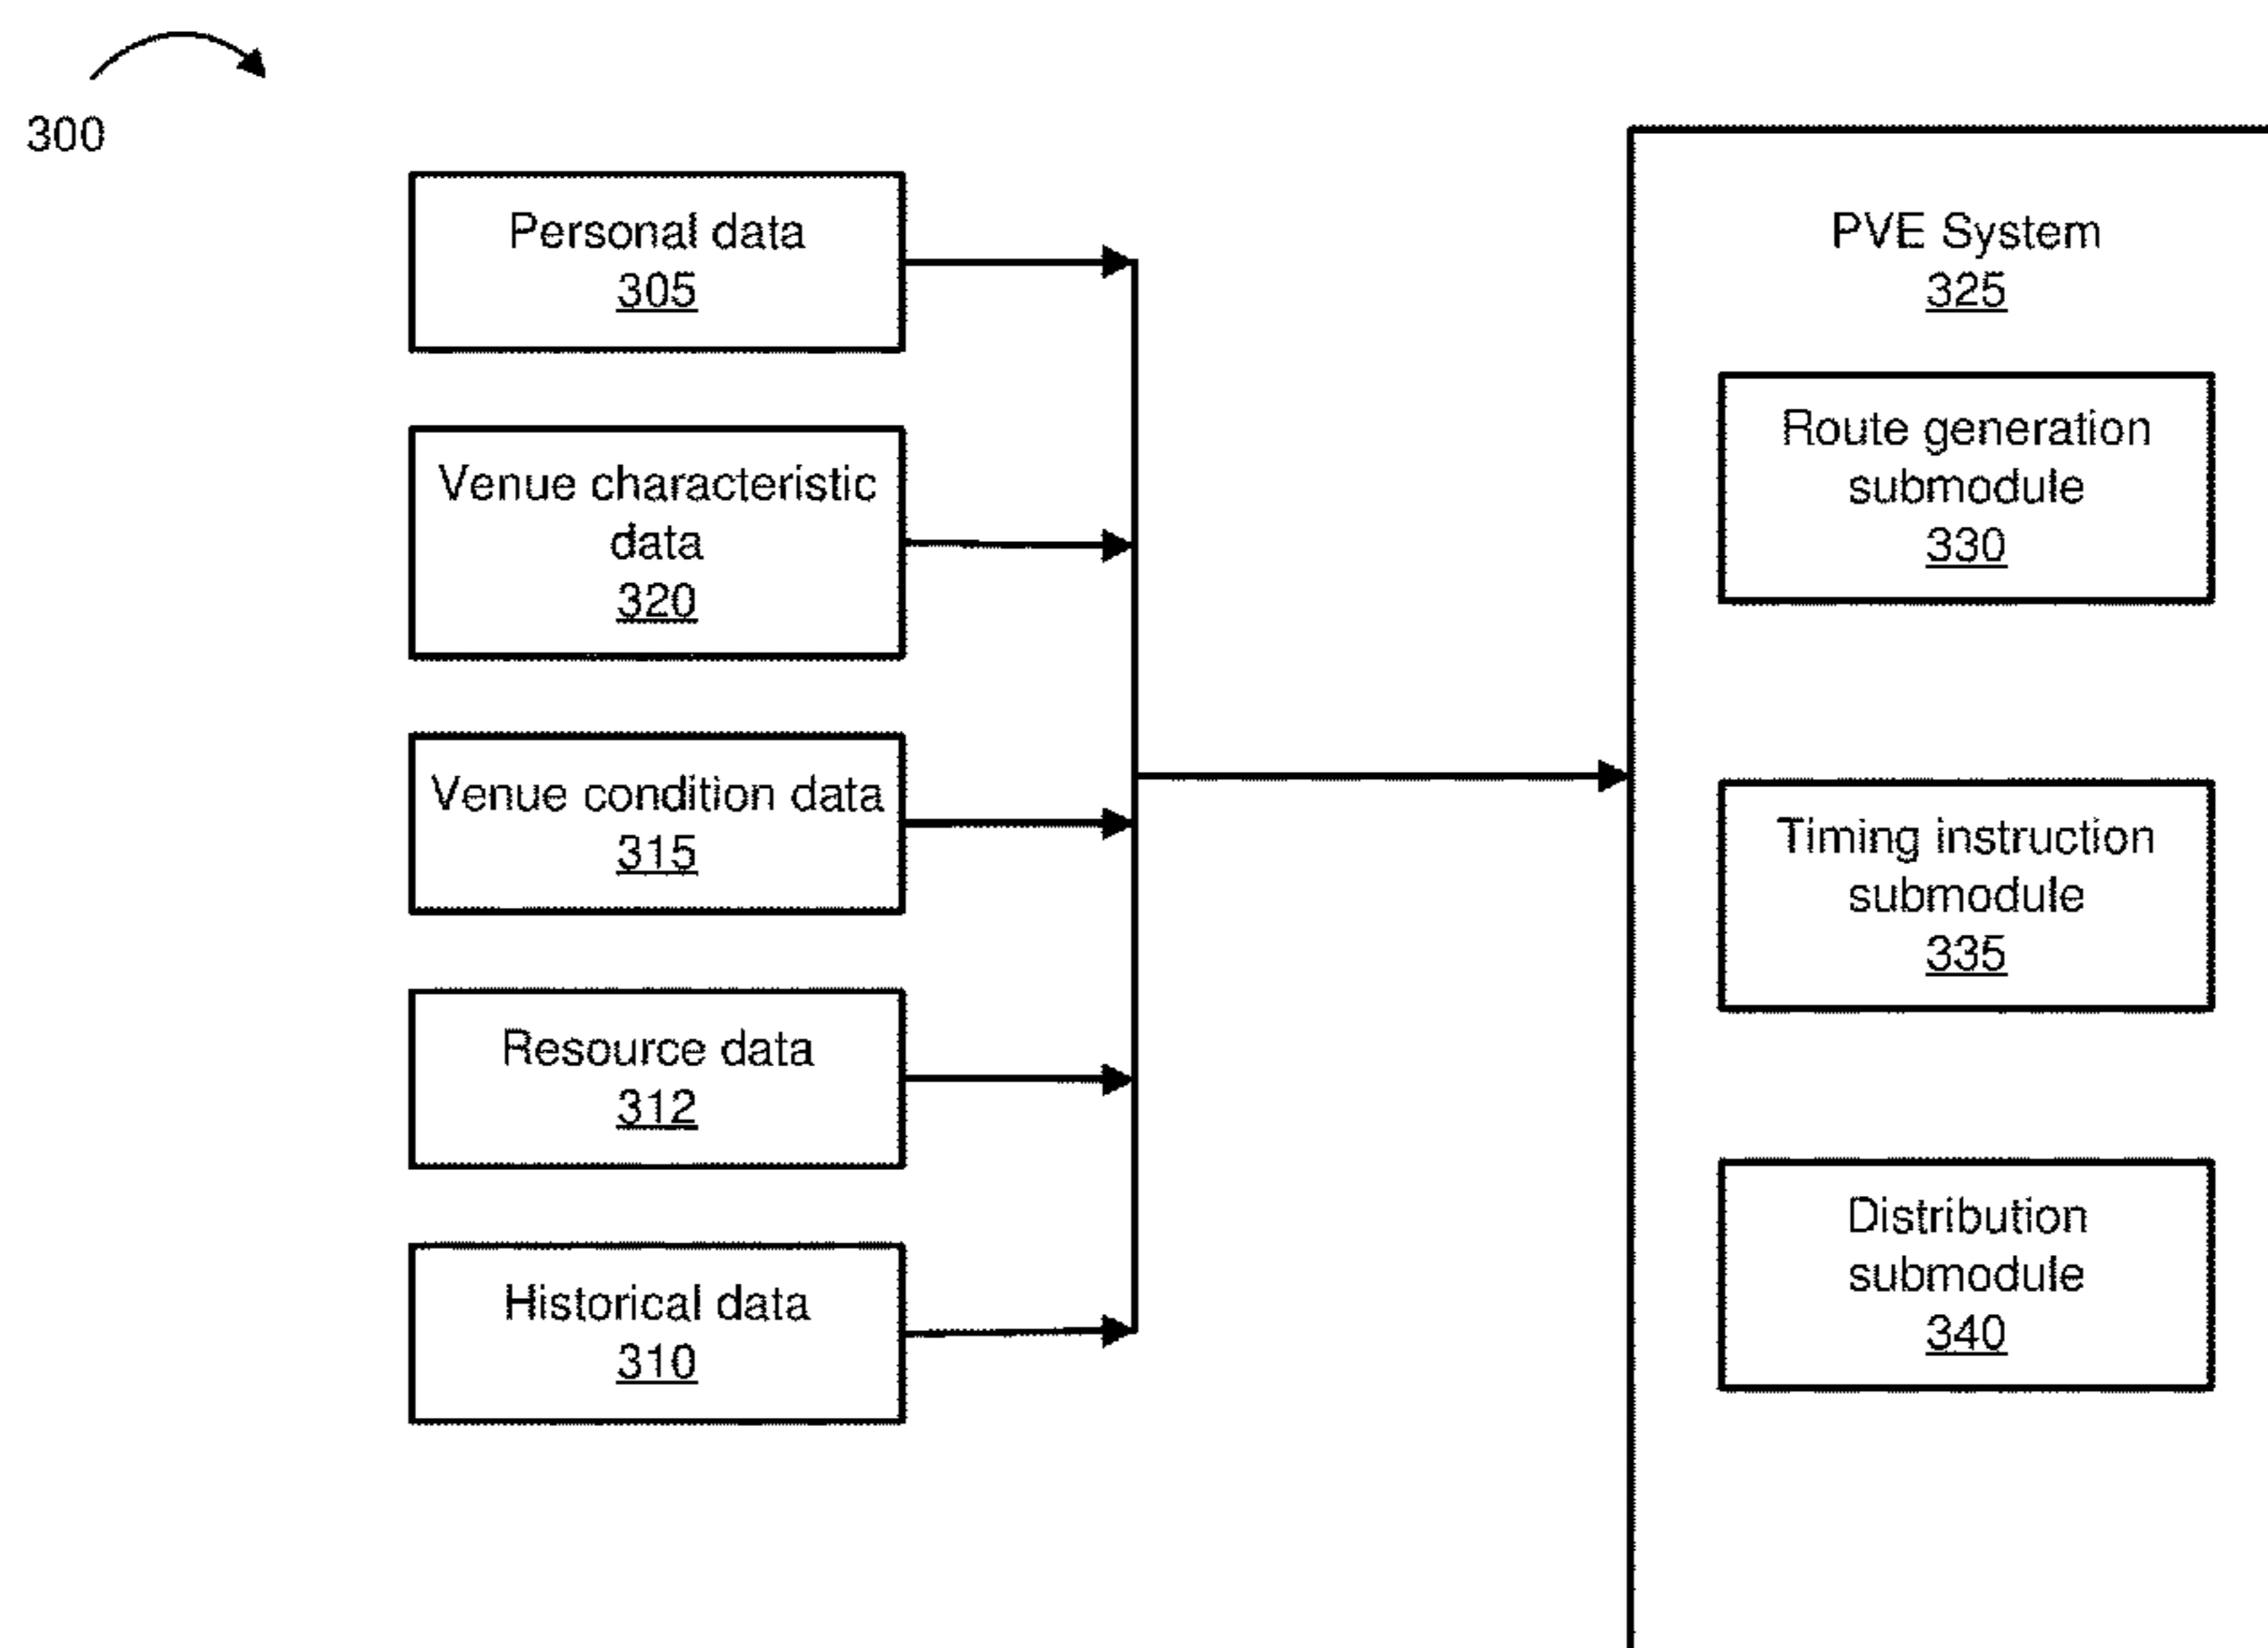 300
Personal data
305
Venue characteristic
data
320
Venue condition data
315
Resource data
312
Historical data
310
PVE System
325
Route generation
submodule
330
Timing instruction
submodule
335
Distribution
submodule
340